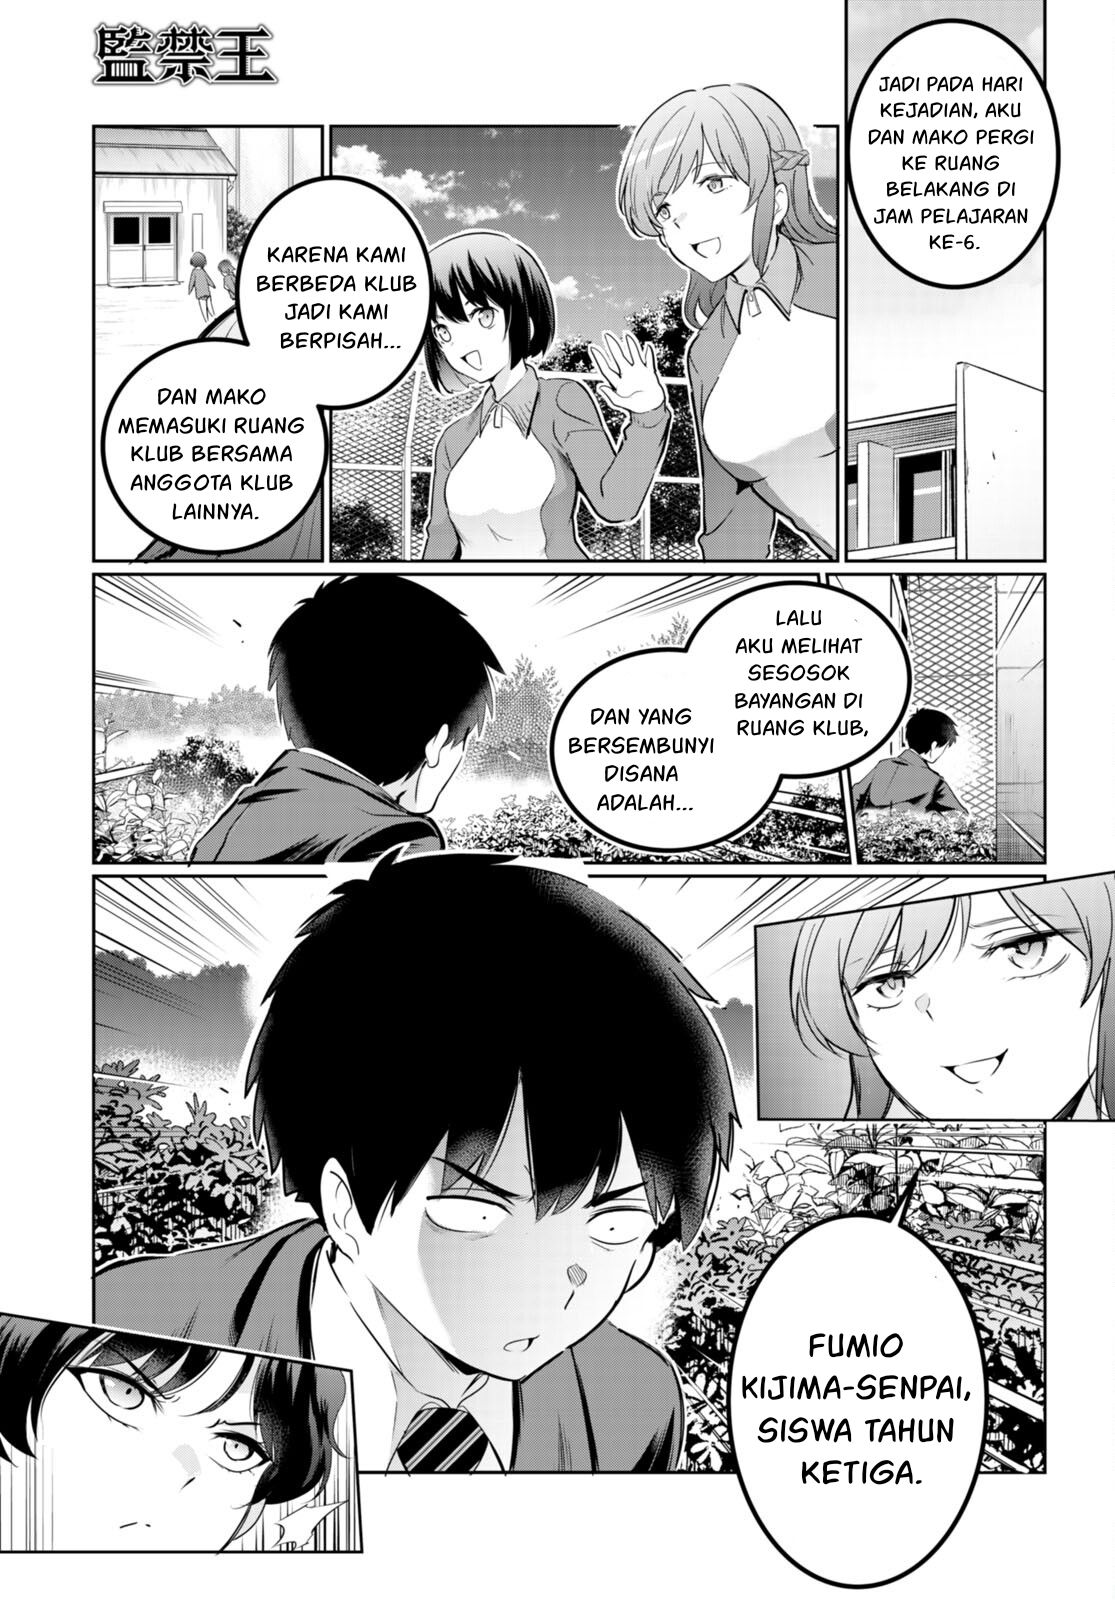 監禁王
JADI PADA HARI
KEJADIAN, AKU
DAN MAKO PERGI
KE RUANG
BELAKANG DI
JAM PELAJARAN
KE-6.
KARENA KAMI
BERBEDA KLUB
JADI KAMI
BERPISAH...
DAN MAKO
MEMASUKI RUANG
KLUB BERSAMA
ANGGOTA KLUB
LAINNYA.
LALU
AKU MELIHAT
SESOSOK
BAYANGAN DI
RUANG KLUB,
DAN YANG
BERSEMBUNYI
DISANA
ADALAH...
FUMIO
KIJIMA-SENPAI,
SISWA TAHUN
KETIGA.